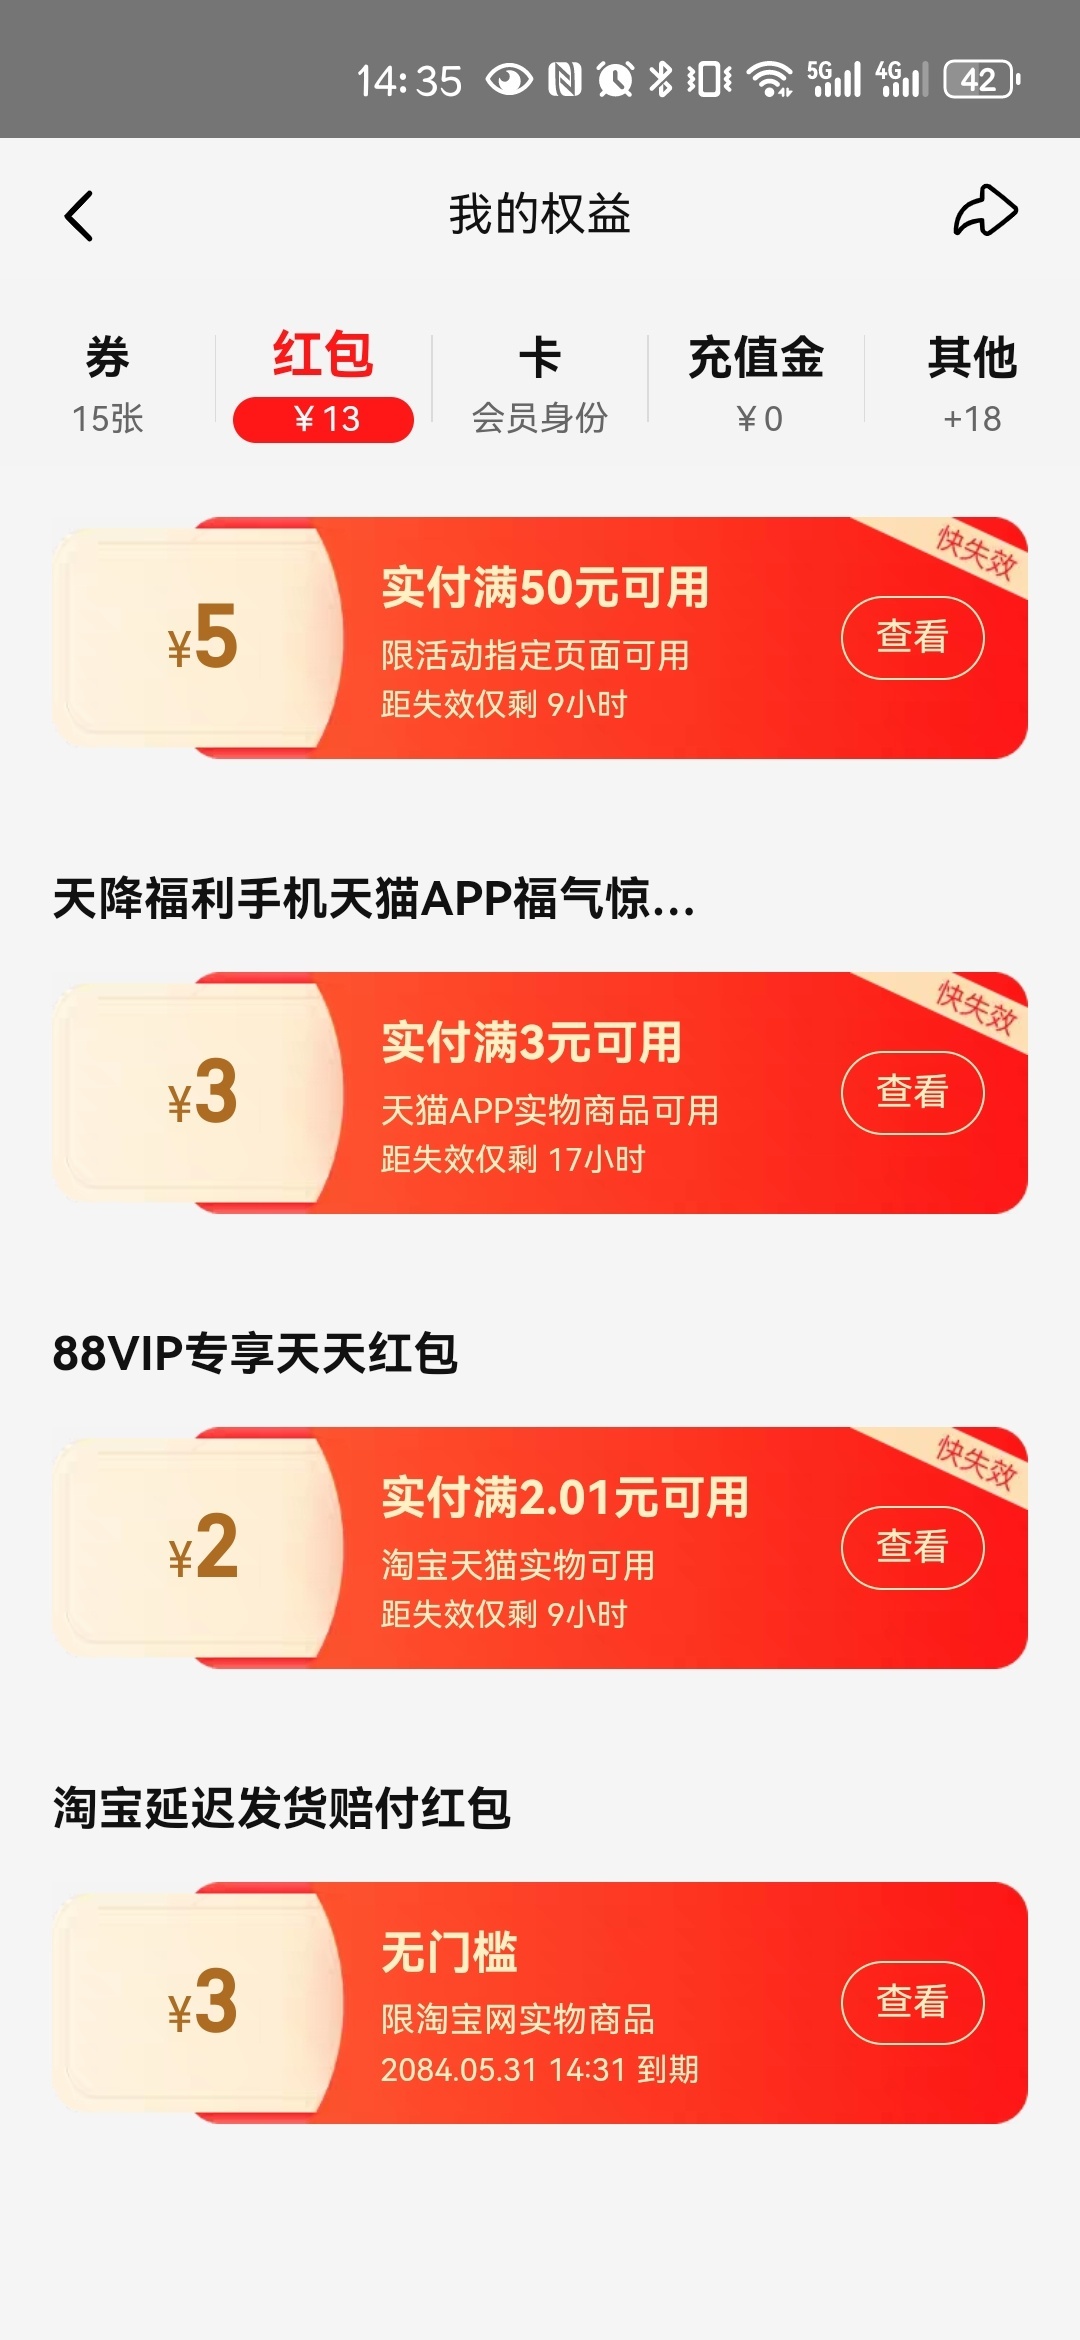 14:35 5G 4G 42
我的权益
券 红包 卡 充值金 其他
15张 ¥13 会员身份 ¥0 +18
快失效
实付满50元可用
¥5 查看
限活动指定页面可用
距失效仅剩 9小时
天降福利手机天猫APP福气惊...
快失效
实付满3元可用
¥3 查看
天猫APP实物商品可用
距失效仅剩 17小时
88VIP专享天天红包
快失效
实付满2.01元可用
¥2 查看
淘宝天猫实物可用
距失效仅剩 9小时
淘宝延迟发货赔付红包
无门槛
¥3 查看
限淘宝网实物商品
2084.05.31 14:31 到期